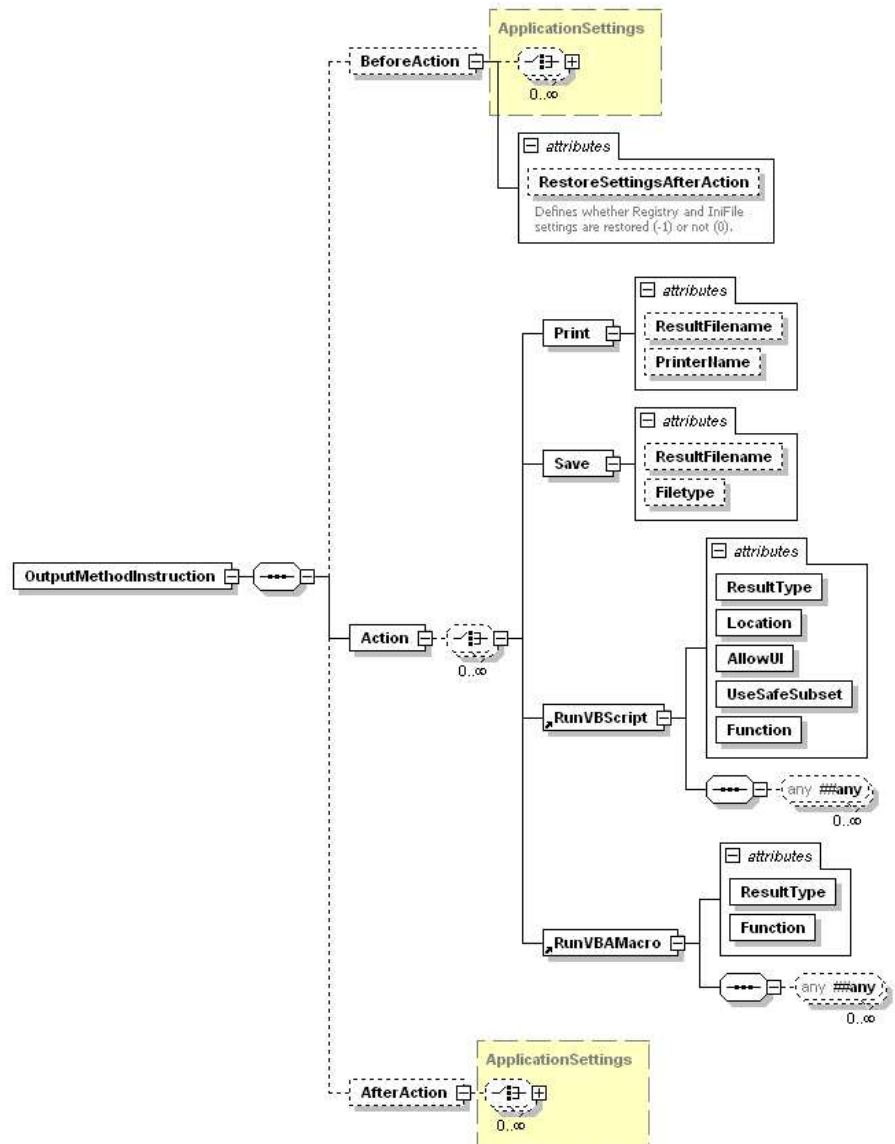 ApplicationSettings
BeforeAction
0..∞
attributes
RestoreSettingsAfterAction
Defines whether Registry and IniFile
settings are restored (-1) or not (0).
attributes
Print
ResultFilename
PrinterName
attributes
Save
ResultFilename
Filetype
OutputMethodInstruction
Action
0..∞
attributes
ResultType
Location
AllowUI
UseSafeSubset
Function
RunVBScript
any ##any
0..∞
attributes
ResultType
Function
RunVBAMacro
any ##any
0..∞
ApplicationSettings
AfterAction
0..∞